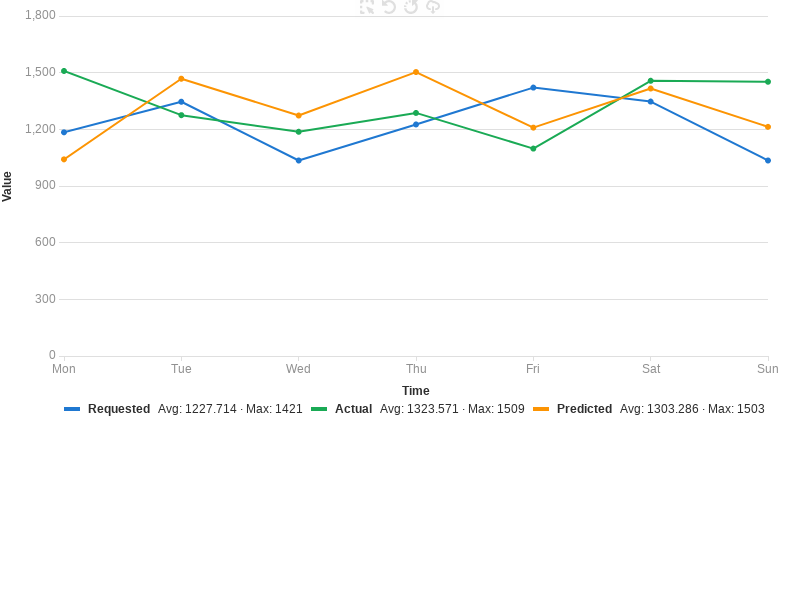 1,800
1,500
1,200
900
600
300
0
Value
Mon Tue Wed Thu Fri Sat Sun
Time
Requested Avg: 1227.714 · Max: 1421 Actual Avg: 1323.571 · Max: 1509 Predicted Avg: 1303.286 · Max: 1503